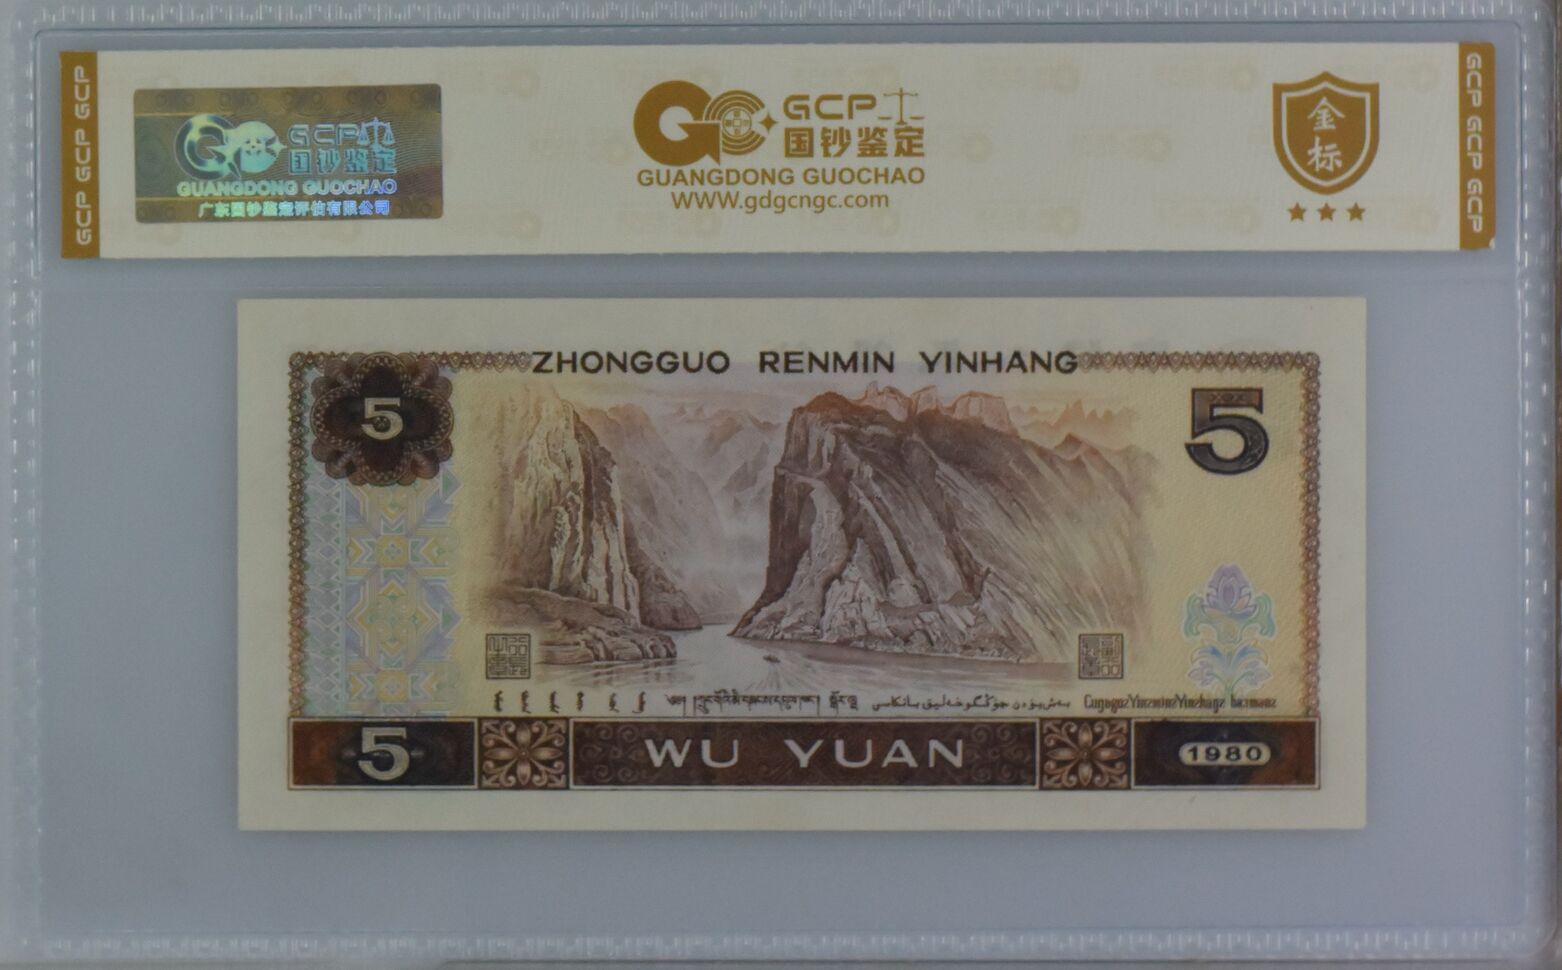 GCP GCP GCP
GCP
国钞鉴定
GUANGDONG GUOCHAO
广东国钞鉴定评估有限公司
GCP
国钞鉴定
GUANGDONG GUOCHAO
WWW.gdgcngc.com
金
标
GCP GCP GCP
ZHONGGUO RENMIN YINHANG
5
5
5
WU YUAN
1980